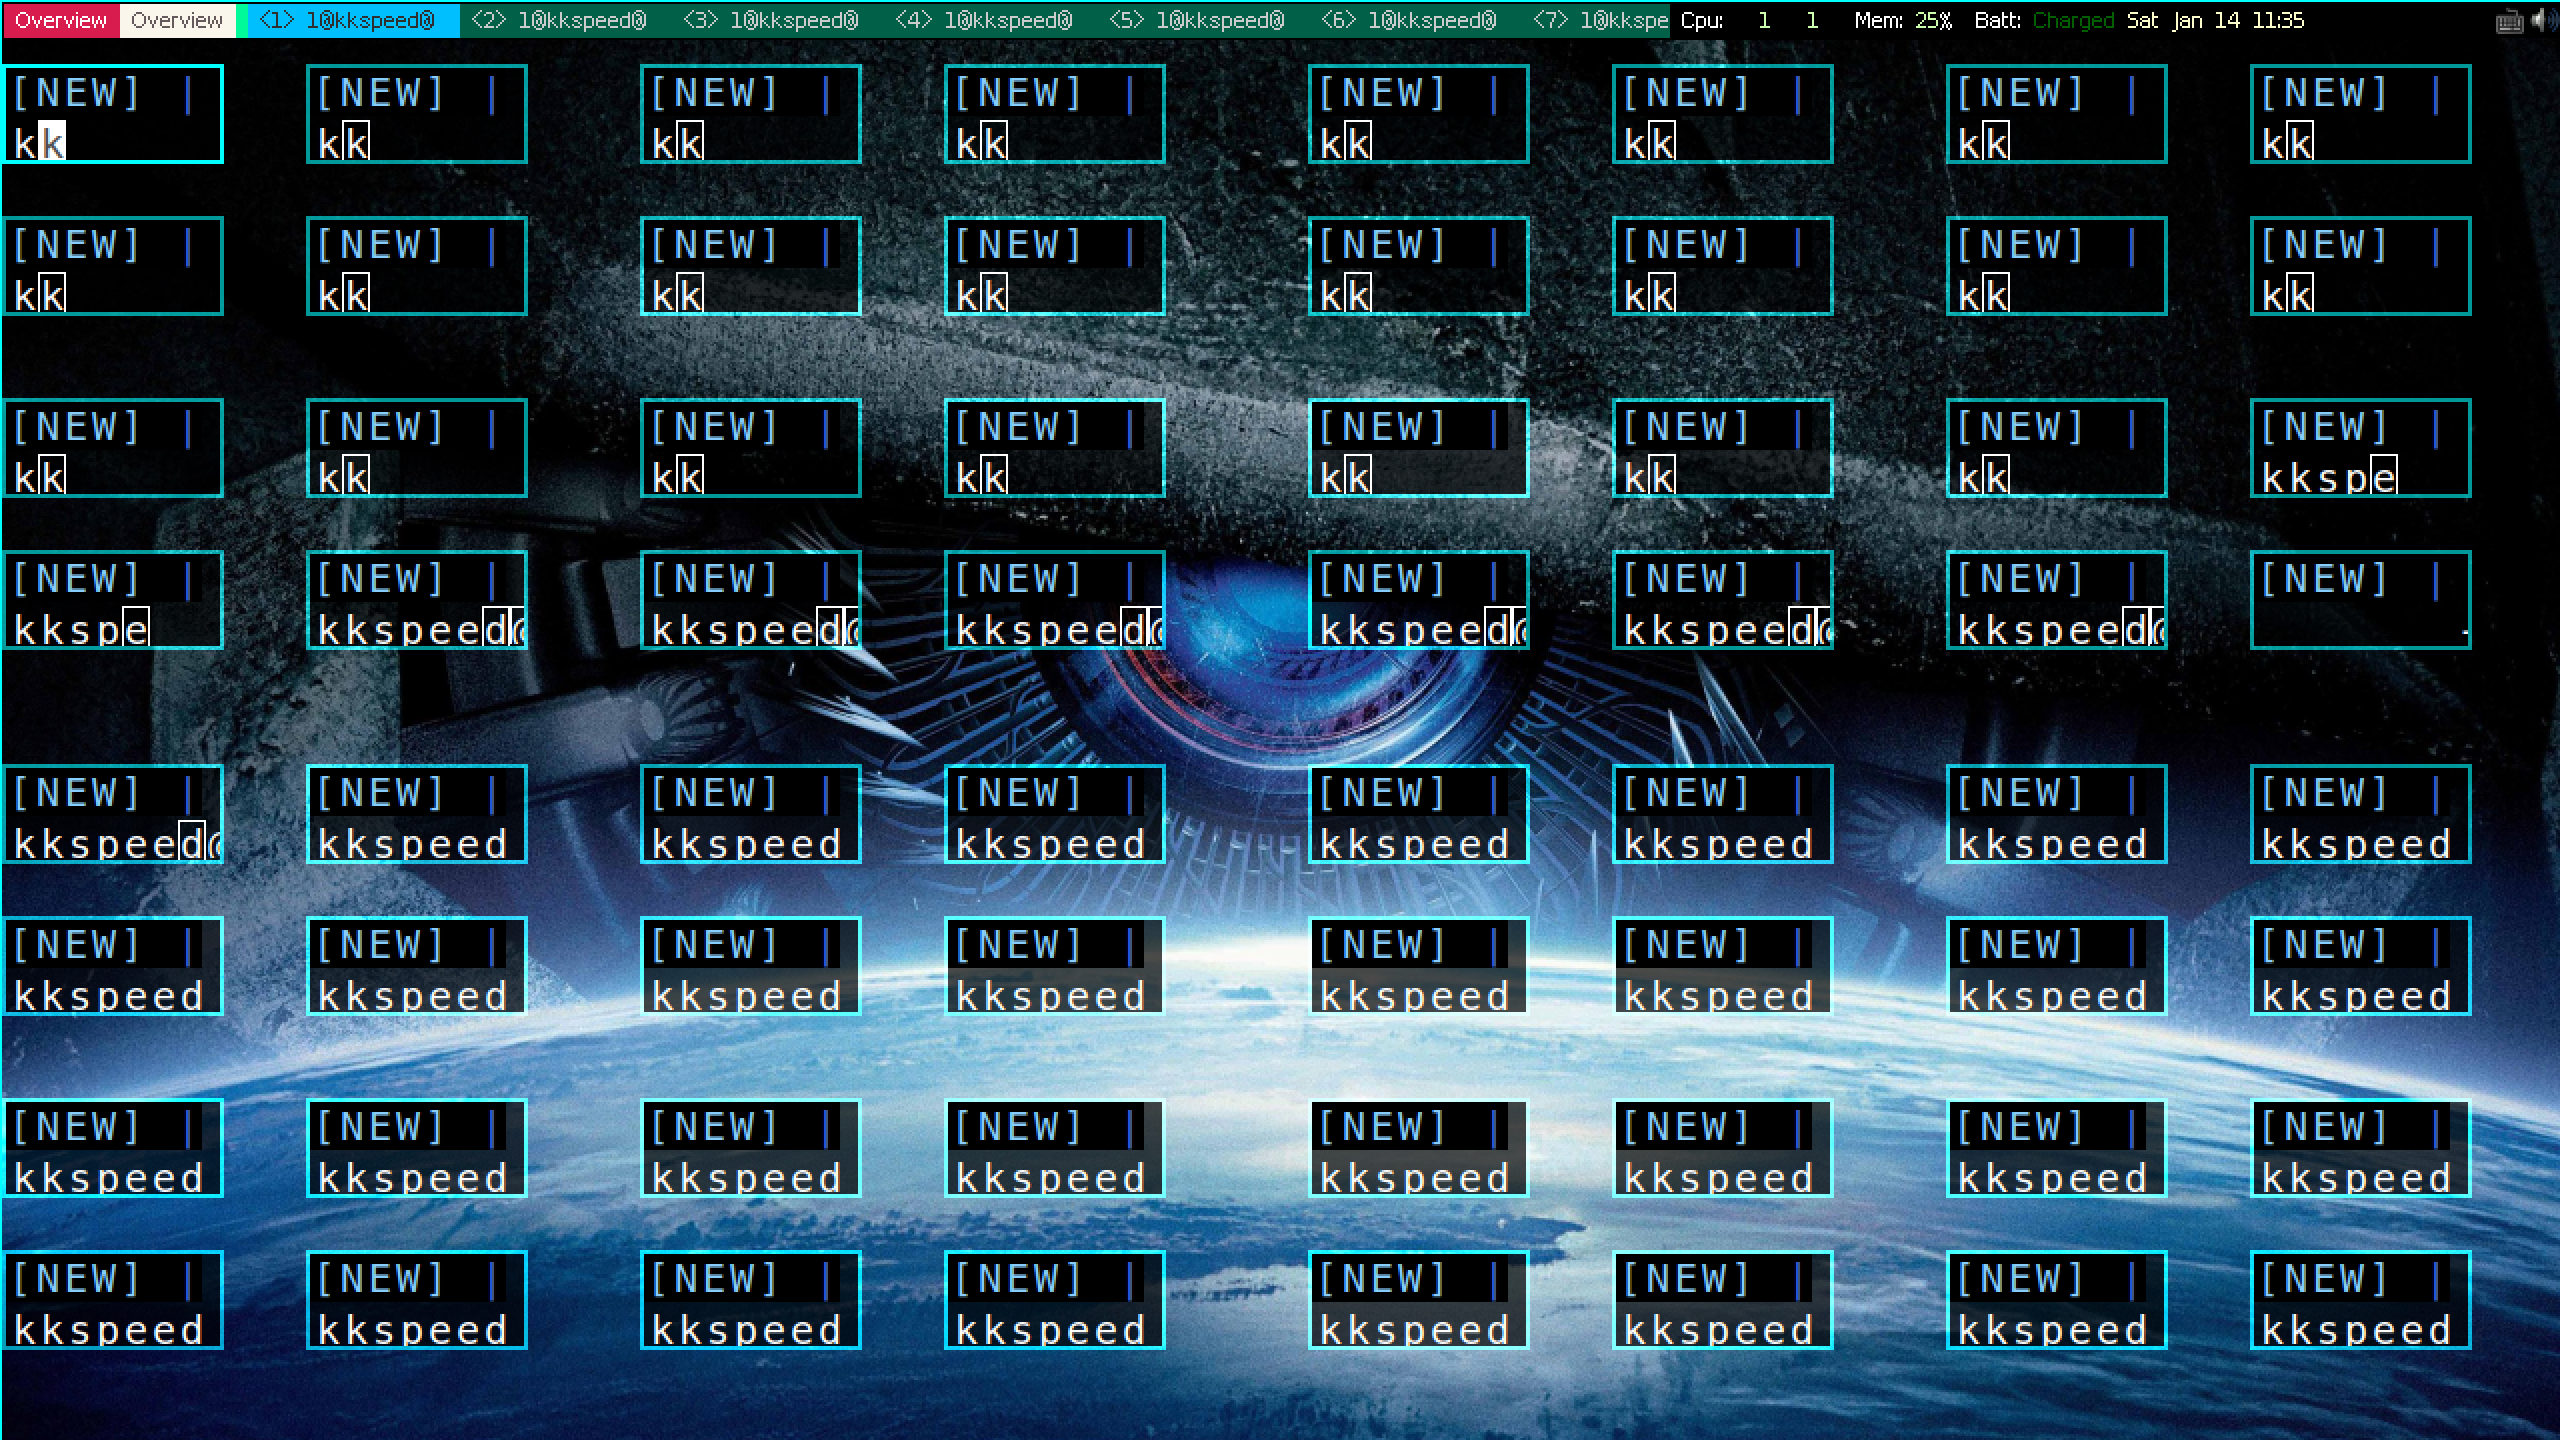 Overview Overview <1> 1@kkspeed@ <2> 1@kkspeed@ <3> 1@kkspeed@ <4> 1@kkspeed@ <5> 1@kkspeed@ <6> 1@kkspeed@ <7> 1@kkspe Cpu: 1 1 Mem: 25% Batt: Charged Sat Jan 14 11:35
[NEW] | [NEW] | [NEW] | [NEW] | [NEW] | [NEW] | [NEW] | [NEW] |
kk kk kk kk kk kk kk kk
[NEW] | [NEW] | [NEW] | [NEW] | [NEW] | [NEW] | [NEW] | [NEW] |
kk kk kk kk kk kk kk kk
[NEW] | [NEW] | [NEW] | [NEW] | [NEW] | [NEW] | [NEW] | [NEW] |
kk kk kk kk kk kk kk kkspe
[NEW] | [NEW] | [NEW] | [NEW] | [NEW] | [NEW] | [NEW] | [NEW] |
kkspe kkspeed@ kkspeed@ kkspeed@ kkspeed@ kkspeed@ kkspeed@
[NEW] | [NEW] | [NEW] | [NEW] | [NEW] | [NEW] | [NEW] | [NEW] |
kkspeed@ kkspeed kkspeed kkspeed kkspeed kkspeed kkspeed kkspeed
[NEW] | [NEW] | [NEW] | [NEW] | [NEW] | [NEW] | [NEW] | [NEW] |
kkspeed kkspeed kkspeed kkspeed kkspeed kkspeed kkspeed kkspeed
[NEW] | [NEW] | [NEW] | [NEW] | [NEW] | [NEW] | [NEW] | [NEW] |
kkspeed kkspeed kkspeed kkspeed kkspeed kkspeed kkspeed kkspeed
[NEW] | [NEW] | [NEW] | [NEW] | [NEW] | [NEW] | [NEW] | [NEW] |
kkspeed kkspeed kkspeed kkspeed kkspeed kkspeed kkspeed kkspeed